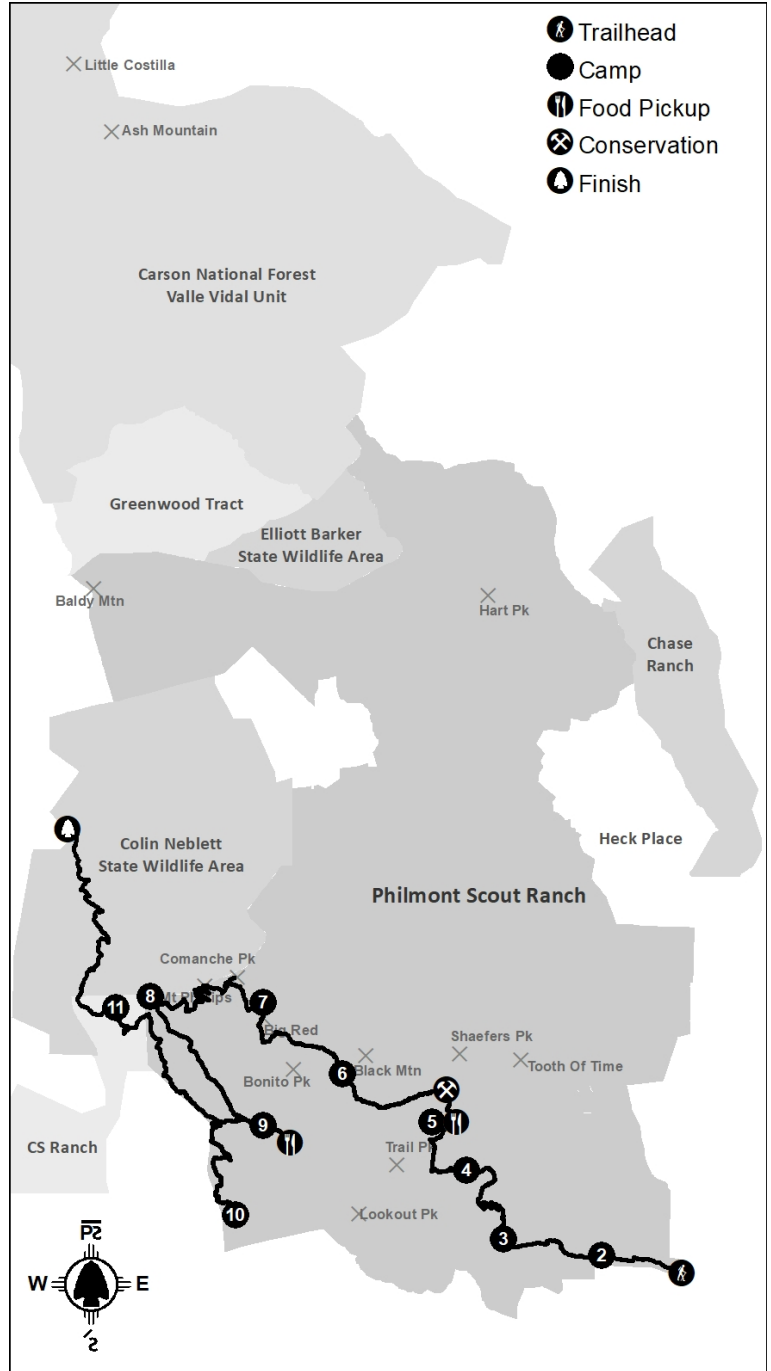 Little Costilla
Ash Mountain
Trailhead
Camp
Food Pickup
Conservation
Finish
Carson National Forest
Valle Vidal Unit
Greenwood Tract
Elliott Barker
State Wildlife Area
Baldy Mtn
Hart Pk
Chase
Ranch
Heck Place
Colin Neblett
State Wildlife Area
Philmont Scout Ranch
Comanche Pk
Mt Phillips
8
11
7
Big Red
Shaefers Pk
Tooth Of Time
Black Mtn
Bonito Pk
6
5
9
CS Ranch
Trail Pk
4
Lookout Pk
10
3
2
W
E